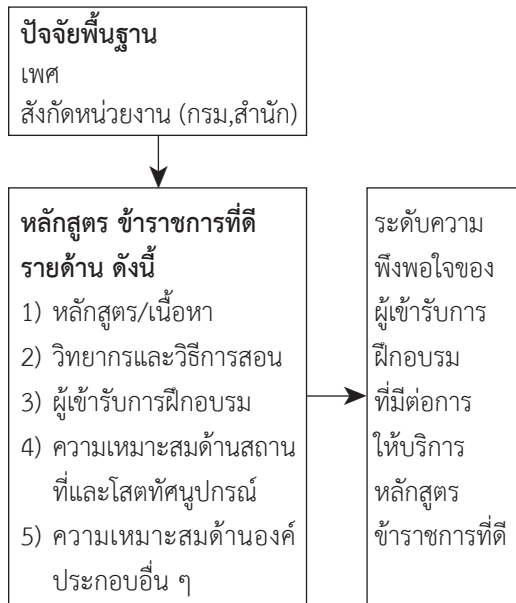 ปัจจัยพื้นฐาน
เพศ
สังกัดหน่วยงาน (กรม,สำนัก)
หลักสูตร ข้าราชการที่ดี
รายด้าน ดังนี้
1) หลักสูตร/เนื้อหา
2) วิทยากรและวิธีการสอน
3) ผู้เข้ารับการฝึกอบรม
4) ความเหมาะสมด้านสถาน
ที่และโสตทัศนูปกรณ์
5) ความเหมาะสมด้านองค์
ประกอบอื่น ๆ
ระดับความ
พึงพอใจของ
ผู้เข้ารับการ
ฝึกอบรม
ที่มีต่อการ
ให้บริการ
หลักสูตร
ข้าราชการที่ดี